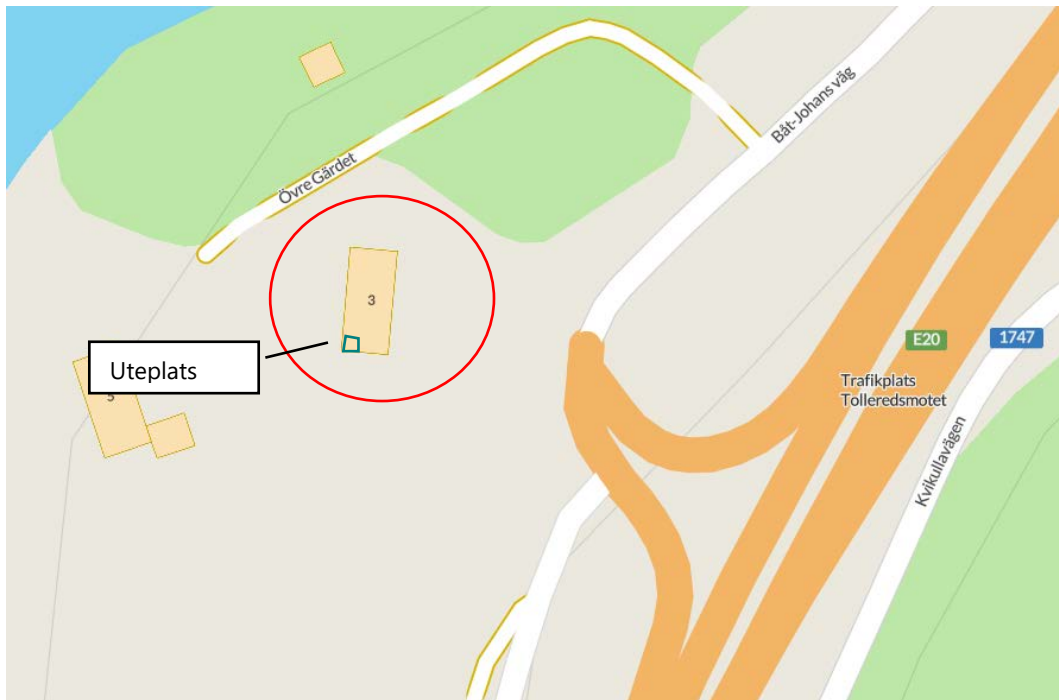 Övre Gärdet
Båt-Johans väg
3
Uteplats
5
E20
1747
Trafikplats
Tolleredsmotet
Kvikullavägen